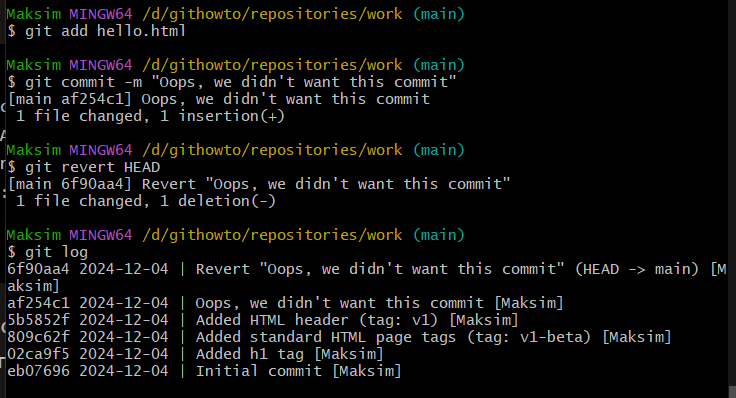 Maksim MINGW64 /d/githowto/repositories/work (main)
$ git add hello.html
Maksim MINGW64 /d/githowto/repositories/work (main)
$ git commit -m "Oops, we didn't want this commit"
[main af254c1] Oops, we didn't want this commit
1 file changed, 1 insertion(+)
Maksim MINGW64 /d/githowto/repositories/work (main)
$ git revert HEAD
[main 6f90aa4] Revert "Oops, we didn't want this commit"
1 file changed, 1 deletion(-)
Maksim MINGW64 /d/githowto/repositories/work (main)
$ git log
6f90aa4 2024-12-04 | Revert "Oops, we didn't want this commit" (HEAD -> main) [M
aksim]
af254c1 2024-12-04 | Oops, we didn't want this commit [Maksim]
5b5852f 2024-12-04 | Added HTML header (tag: v1) [Maksim]
809c62f 2024-12-04 | Added standard HTML page tags (tag: v1-beta) [Maksim]
02ca9f5 2024-12-04 | Added h1 tag [Maksim]
eb07696 2024-12-04 | Initial commit [Maksim]